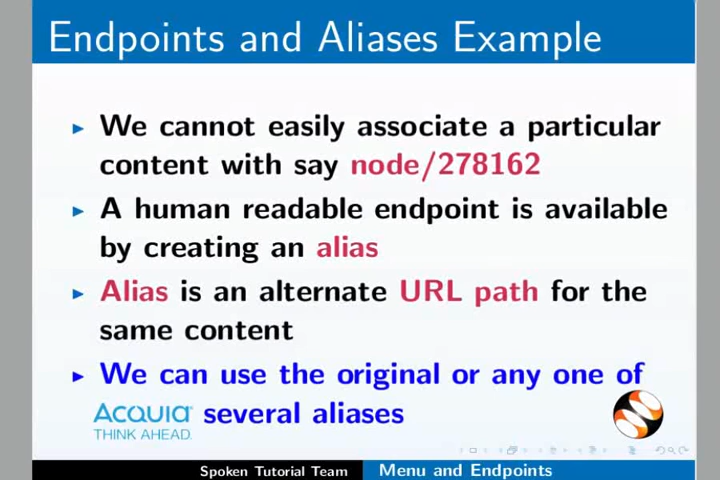 Endpoints and Aliases Example
We cannot easily associate a particular
content with say node/278162
A human readable endpoint is available
by creating an alias
Alias is an alternate URL path for the
same content
We can use the original or any one of
several aliases
ACQUIA
THINK AHEAD.
Spoken Tutorial Team
Menu and Endpoints